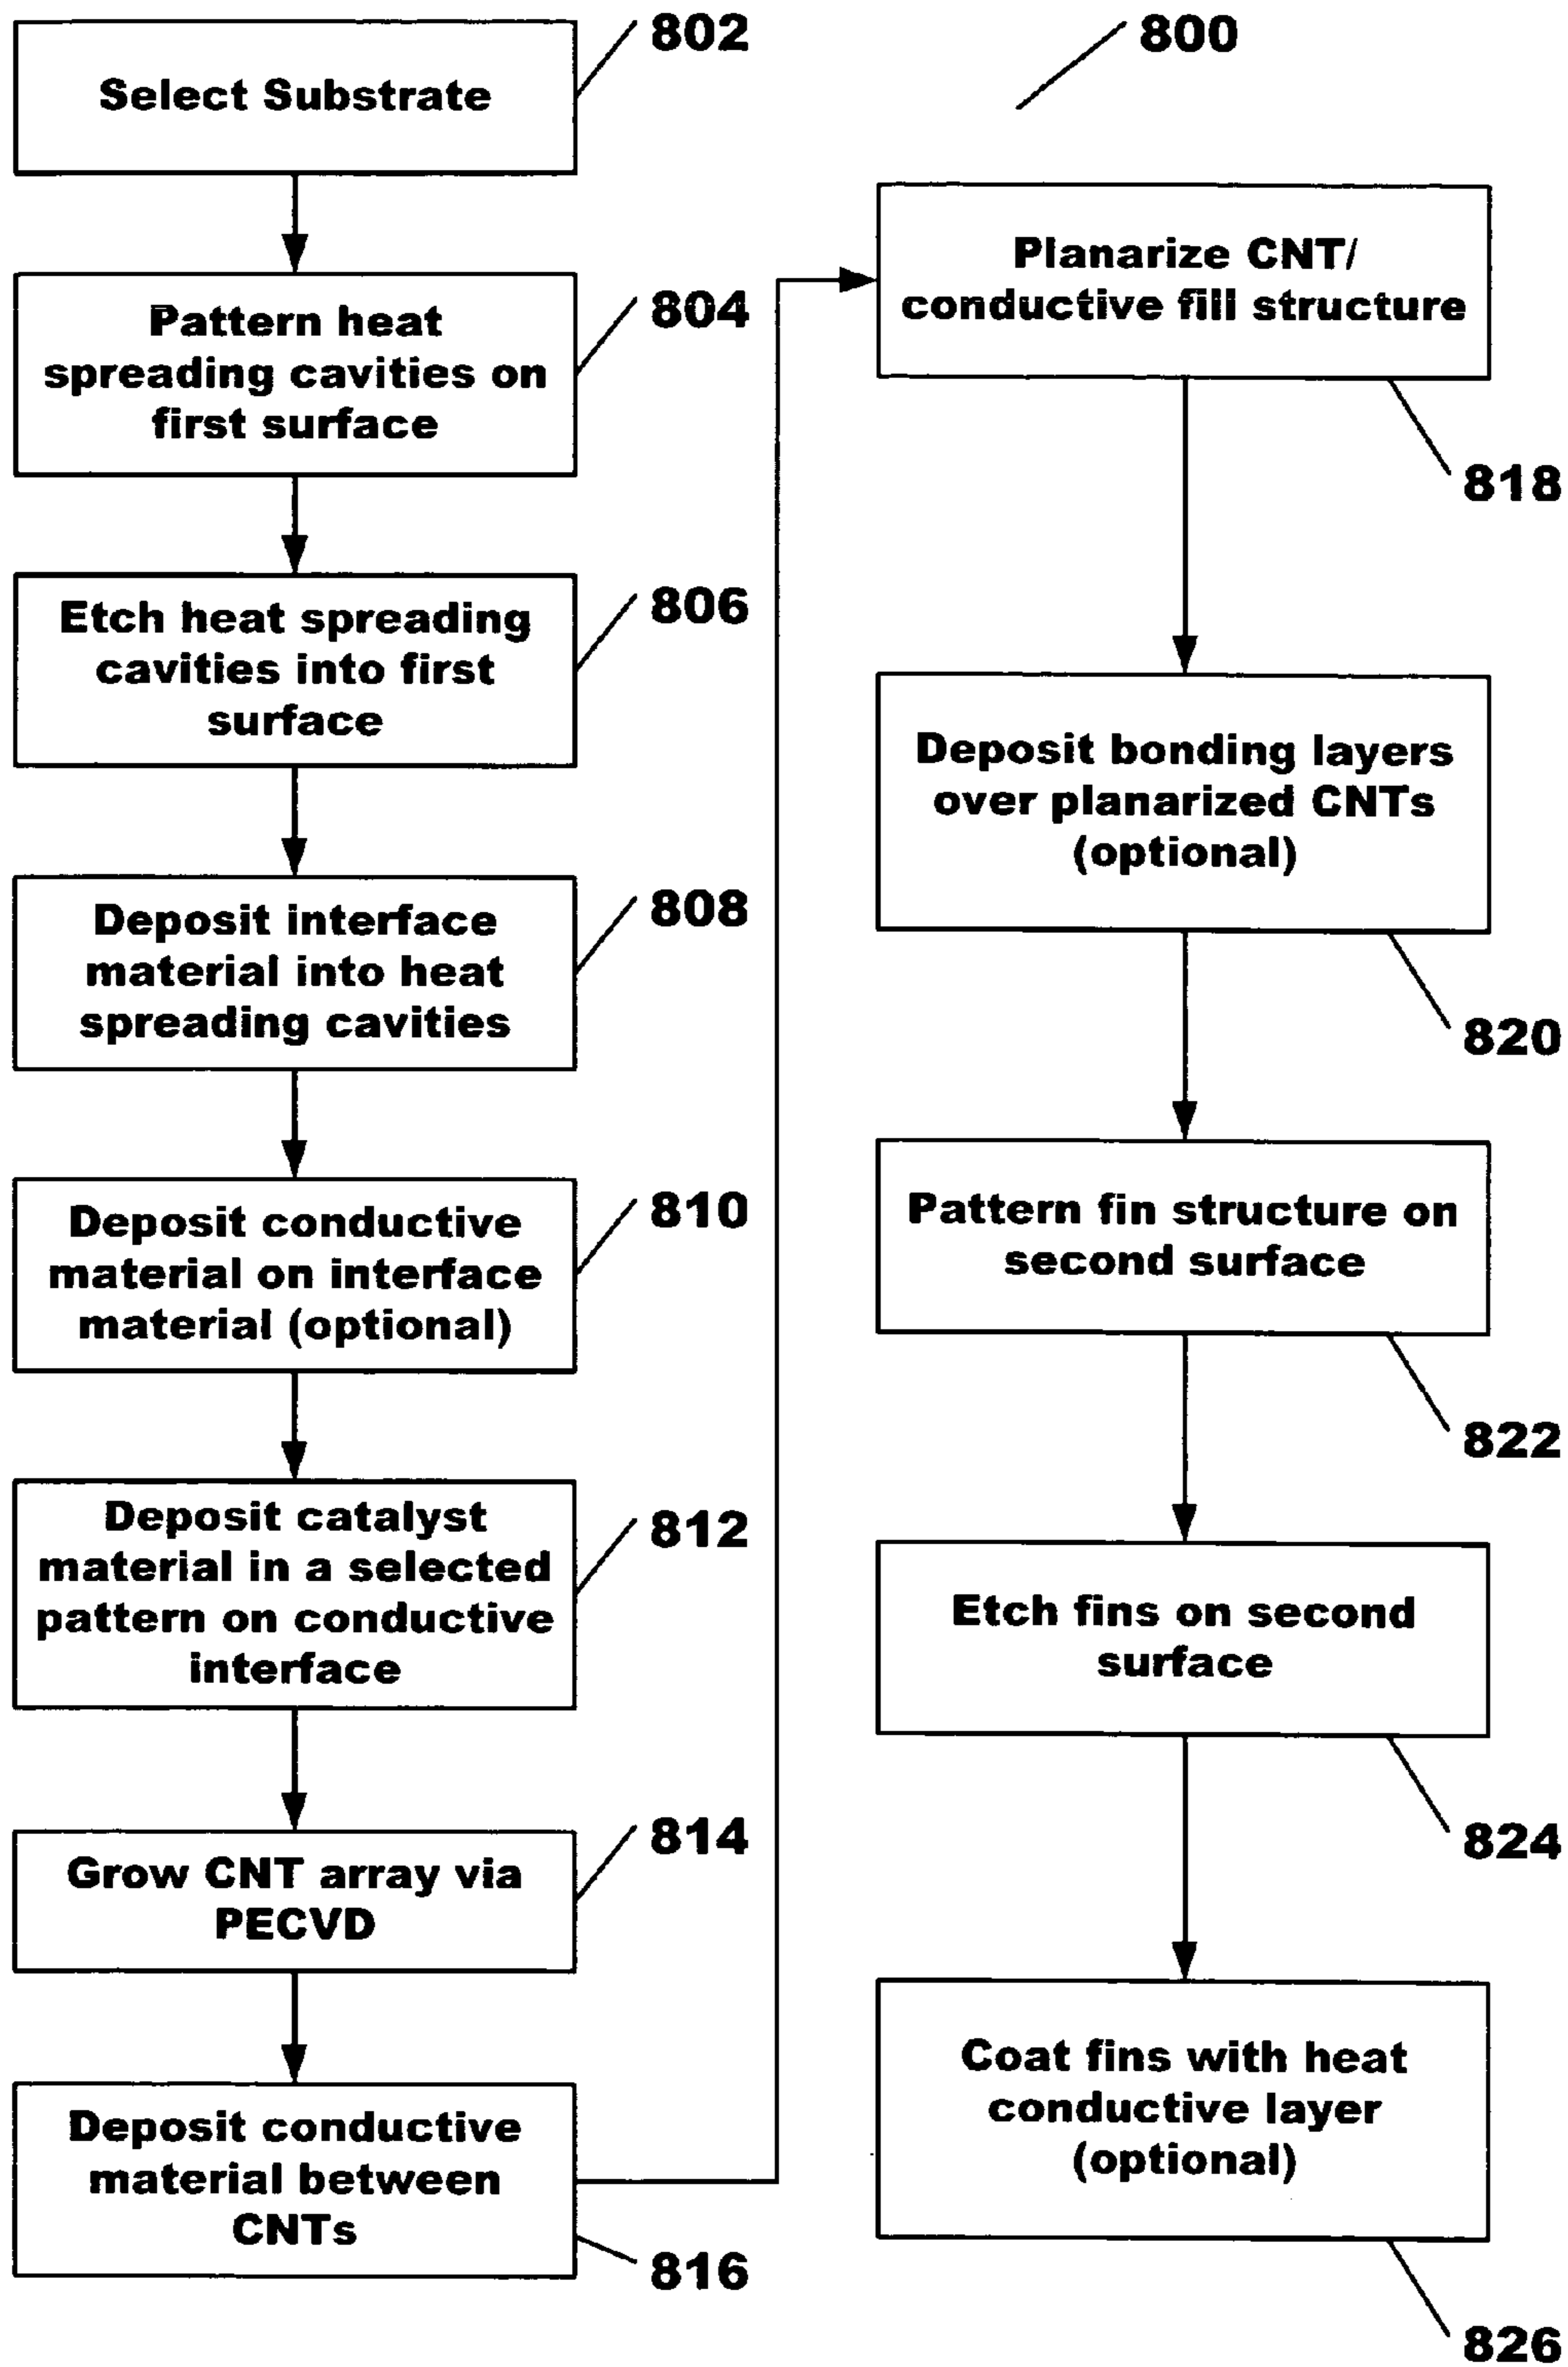 802
Select Substrate
804
Pattern heat
spreading cavities on
first surface
806
Etch heat spreading
cavities into first
surface
808
Deposit interface
material into heat
spreading cavities
810
Deposit conductive
material on interface
material (optional)
812
Deposit catalyst
material in a selected
pattern on conductive
interface
814
Grow CNT array via
PECVD
Deposit conductive
material between
CNTs
816
800
Planarize CNT/
conductive fill structure
818
Deposit bonding layers
over planarized CNTs
(optional)
820
Pattern fin structure on
second surface
822
Etch fins on second
surface
824
Coat fins with heat
conductive layer
(optional)
826